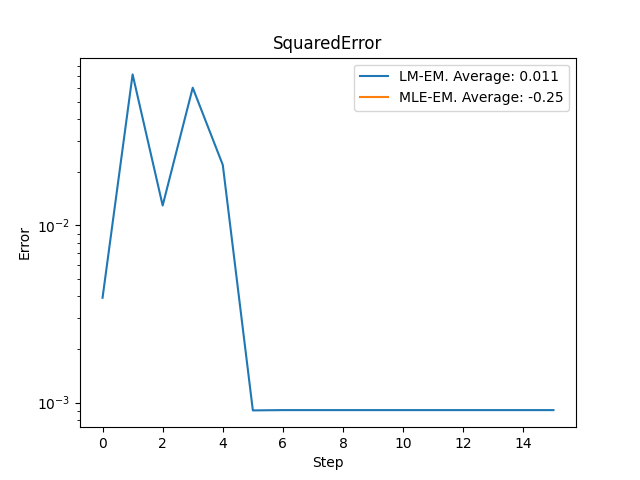 SquaredError
LM-EM. Average: 0.011
MLE-EM. Average: -0.25
Error
10⁻²
10⁻³
0 2 4 6 8 10 12 14
Step